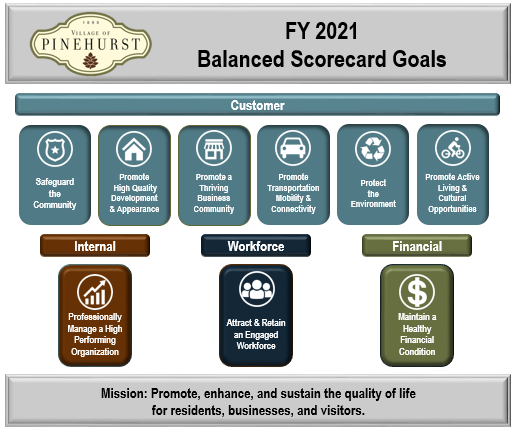 1895
VILLAGE OF
PINEHURST
FY 2021
Balanced Scorecard Goals
Customer
Safeguard
the
Community
Promote
High Quality
Development
& Appearance
Promote a
Thriving
Business
Community
Promote
Transportation
Mobility &
Connectivity
Protect
the
Environment
Promote Active
Living &
Cultural
Opportunities
Internal
Workforce
Financial
Professionally
Manage a High
Performing
Organization
Attract & Retain
an Engaged
Workforce
$
Maintain a
Healthy
Financial
Condition
Mission: Promote, enhance, and sustain the quality of life
for residents, businesses, and visitors.